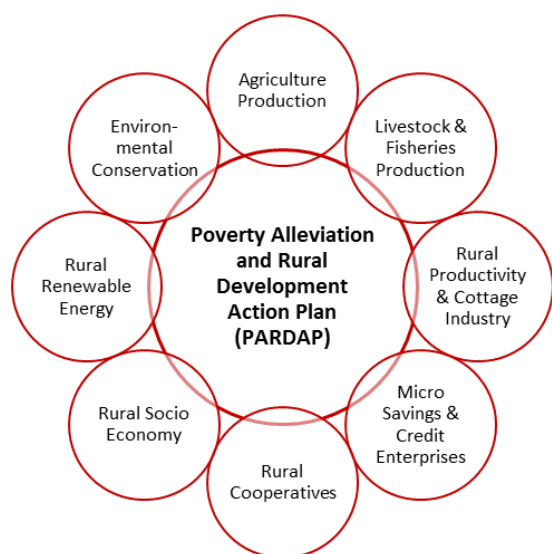 Agriculture
Production
Livestock &
Fisheries
Production
Rural
Productivity
& Cottage
Industry
Micro
Savings &
Credit
Enterprises
Rural
Cooperatives
Rural Socio
Economy
Rural
Renewable
Energy
Environ-
mental
Conservation
Poverty Alleviation
and Rural
Development
Action Plan
(PARDAP)